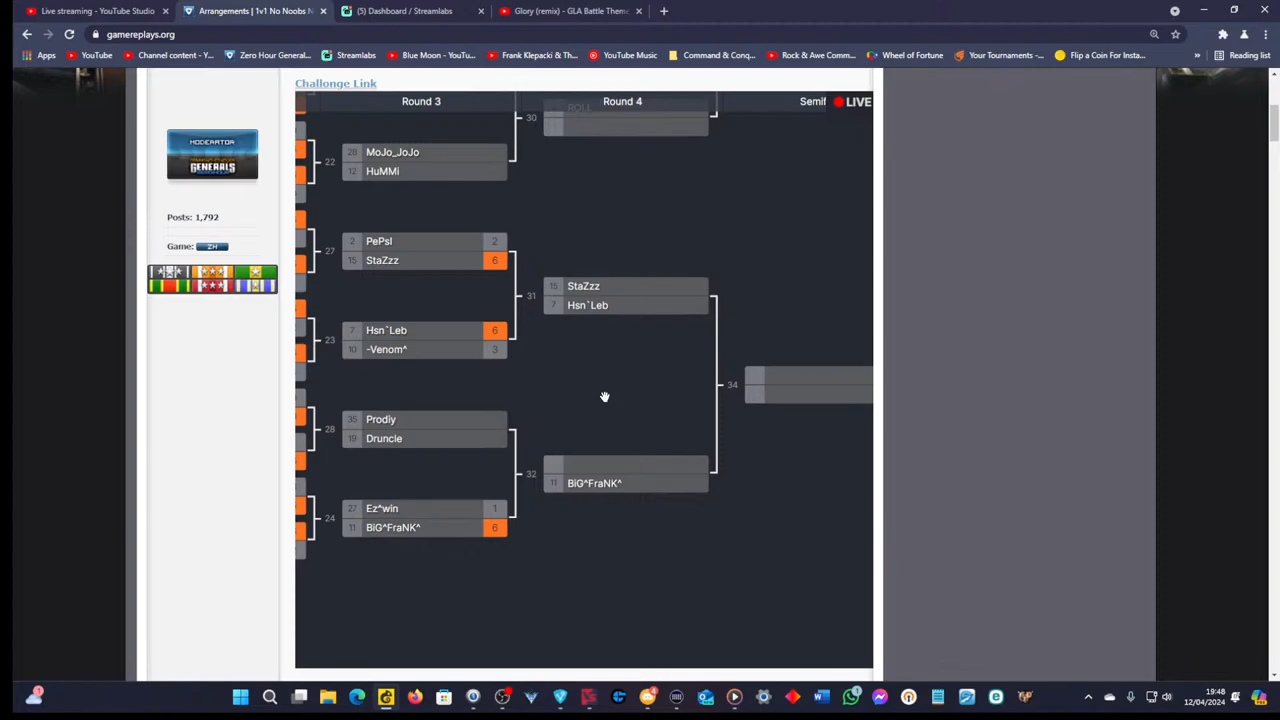 Live streaming - YouTube Studio
Arrangements | 1v1 No Noobs N
(5) Dashboard / Streamlabs
Glory (remix) - GLA Battle Them
gamereplays.org
Apps
YouTube
Channel content - Y...
Zero Hour General...
Streamlabs
Blue Moon - YouTu...
Frank Klepacki & Th...
YouTube Music
Command & Conq...
Rock & Awe Comm...
Wheel of Fortune
Your Tournaments -...
Flip a Coin For Insta...
»
Reading list
Challonge Link
Round 3
Round 4
Semif
LIVE
MODERATOR
GENERALS
Posts: 1,792
Game: ZH
30
ROLL
22
28 MoJo_JoJo
12 HuMMi
27
2 PePsI 2
15 StaZzz 6
31
15 StaZzz
7 Hsn`Leb
23
7 Hsn`Leb 6
10 -Venom^ 3
34
28
35 Prodiy
19 Druncle
32
11 BiG^FraNK^
24
27 Ez^win 1
11 BiG^FraNK^ 6
19:48
12/04/2024